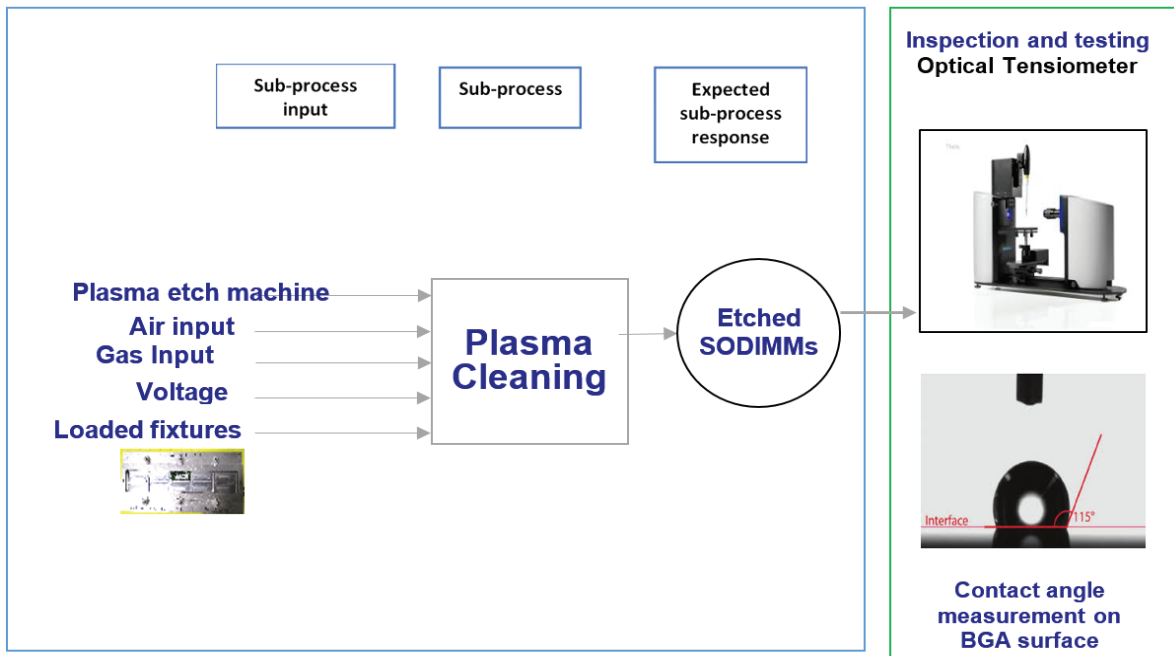 Inspection and testing
Optical Tensiometer
Sub-process
input
Sub-process
Expected
sub-process
response
Plasma etch machine
Air input
Gas Input
Voltage
Loaded fixtures
Plasma
Cleaning
Etched
SODIMMs
Theta
Interface
115°
Contact angle
measurement on
BGA surface